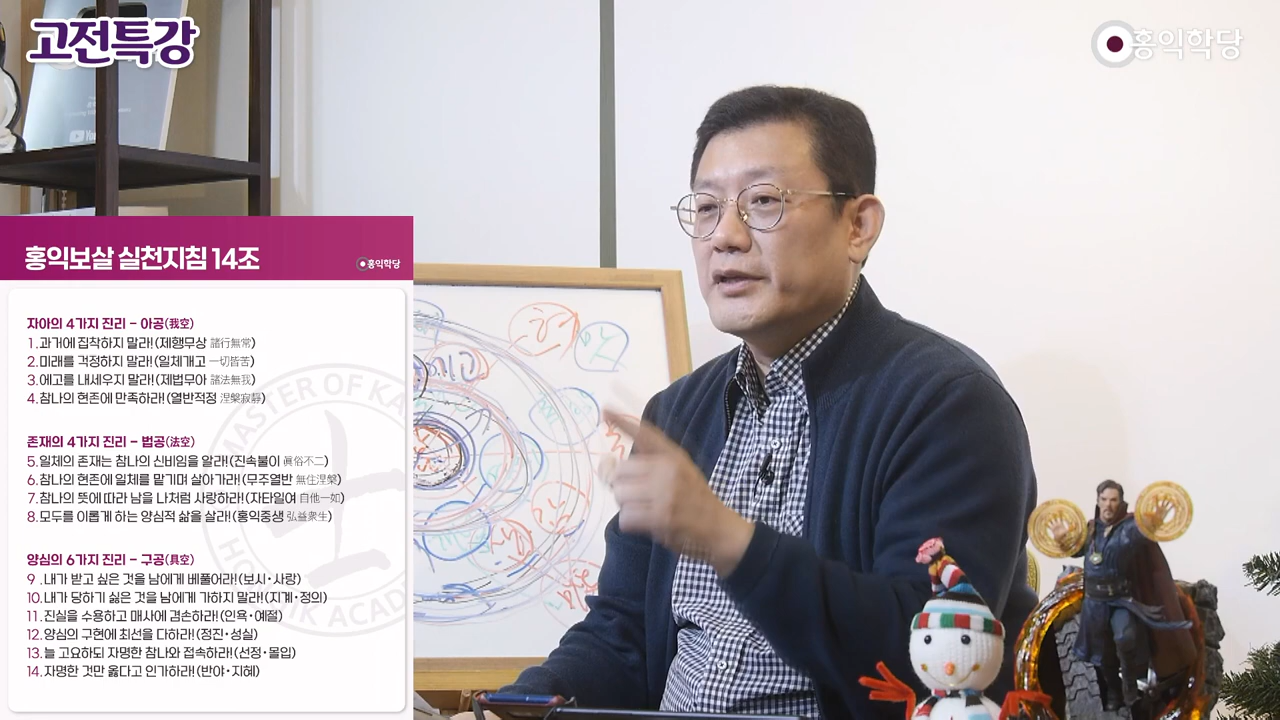 고전특강
홍익학당
홍익보살 실천지침 14조
홍익학당
자아의 4가지 진리 - 아공(我空)
1.과거에 집착하지 말라!(제행무상 諸行無常)
2.미래를 걱정하지 말라!(일체개고 一切皆苦)
3.에고를 내세우지 말라!(제법무아 諸法無我)
4.참나의 현존에 만족하라!(열반적정 涅槃寂靜)
존재의 4가지 진리 - 법공(法空)
5.일체의 존재는 참나의 신비임을 알라!(진속불이 眞俗不二)
6.참나의 현존에 일체를 맡기며 살아가라!(무주열반 無住涅槃)
7.참나의 뜻에 따라 남을 나처럼 사랑하라!(자타일여 自他一如)
8.모두를 이롭게 하는 양심적 삶을 살라!(홍익중생 弘益衆生)
양심의 6가지 진리 - 구공(具空)
9.내가 받고 싶은 것을 남에게 베풀어라!(보시·사랑)
10.내가 당하기 싫은 것을 남에게 가하지 말라!(지계·정의)
11.진실을 수용하고 매사에 겸손하라!(인욕·예절)
12.양심의 구현에 최선을 다하라!(정진·성실)
13.늘 고요하되 자명한 참나와 접속하라!(선정·몰입)
14.자명한 것만 옳다고 인가하라!(반야·지혜)